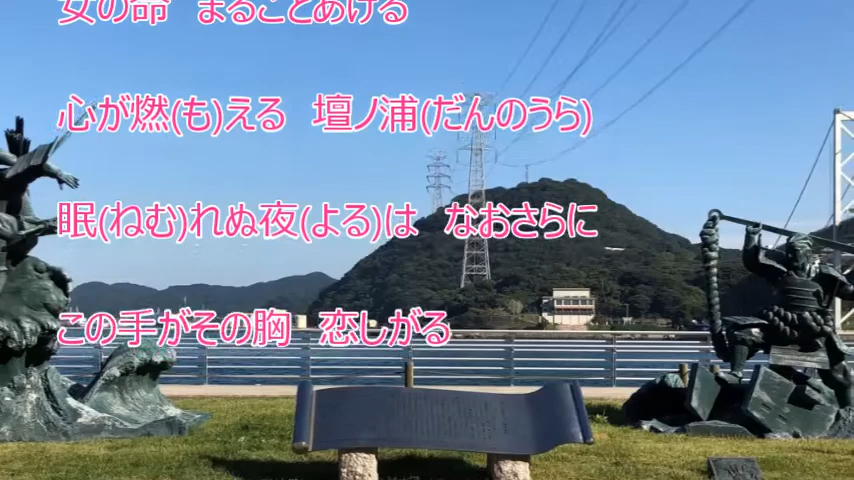 女の命　まるごとあげる
心が燃(も)える　壇ノ浦(だんのうら)
眠(ねむ)れぬ夜(よる)は　なおさらに
この手がその胸　恋しがる